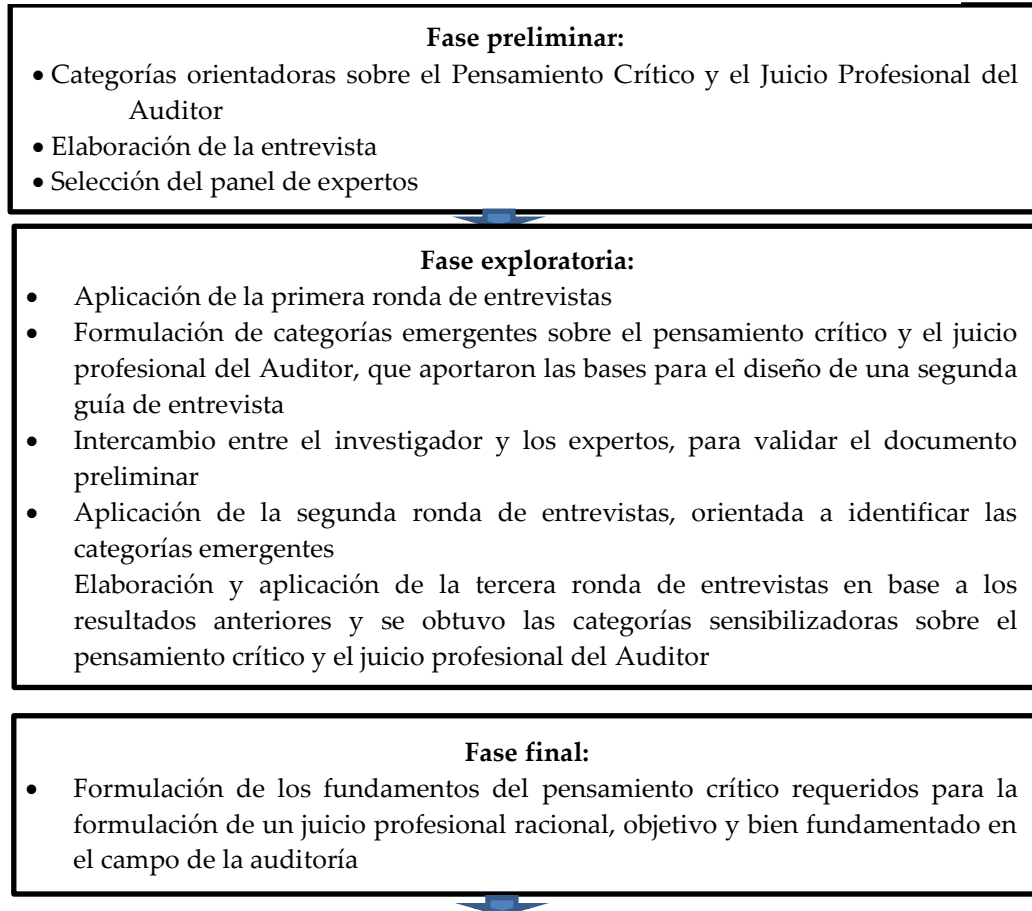 Fase preliminar:
• Categorías orientadoras sobre el Pensamiento Crítico y el Juicio Profesional del
Auditor
• Elaboración de la entrevista
• Selección del panel de expertos
Fase exploratoria:
• Aplicación de la primera ronda de entrevistas
• Formulación de categorías emergentes sobre el pensamiento crítico y el juicio
profesional del Auditor, que aportaron las bases para el diseño de una segunda
guía de entrevista
• Intercambio entre el investigador y los expertos, para validar el documento
preliminar
• Aplicación de la segunda ronda de entrevistas, orientada a identificar las
categorías emergentes
Elaboración y aplicación de la tercera ronda de entrevistas en base a los
resultados anteriores y se obtuvo las categorías sensibilizadoras sobre el
pensamiento crítico y el juicio profesional del Auditor
Fase final:
• Formulación de los fundamentos del pensamiento crítico requeridos para la
formulación de un juicio profesional racional, objetivo y bien fundamentado en
el campo de la auditoría